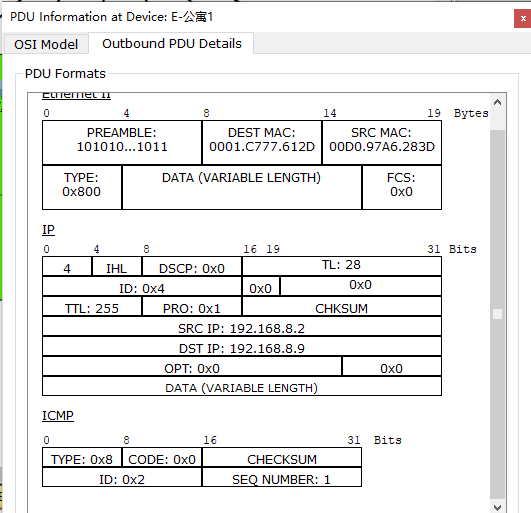 PDU Information at Device: E-公寓1
OSI Model Outbound PDU Details
PDU Formats
Ethernet II
0 4 8 14 19 Bytes
PREAMBLE: DEST MAC: SRC MAC:
101010...1011 0001.C777.612D 00D0.97A6.283D
TYPE: DATA (VARIABLE LENGTH) FCS:
0x800 0x0
IP
0 4 8 16 19 31 Bits
4 IHL DSCP: 0x0 TL: 28
ID: 0x4 0x0 0x0
TTL: 255 PRO: 0x1 CHKSUM
SRC IP: 192.168.8.2
DST IP: 192.168.8.9
OPT: 0x0 0x0
DATA (VARIABLE LENGTH)
ICMP
0 8 16 31 Bits
TYPE: 0x8 CODE: 0x0 CHECKSUM
ID: 0x2 SEQ NUMBER: 1